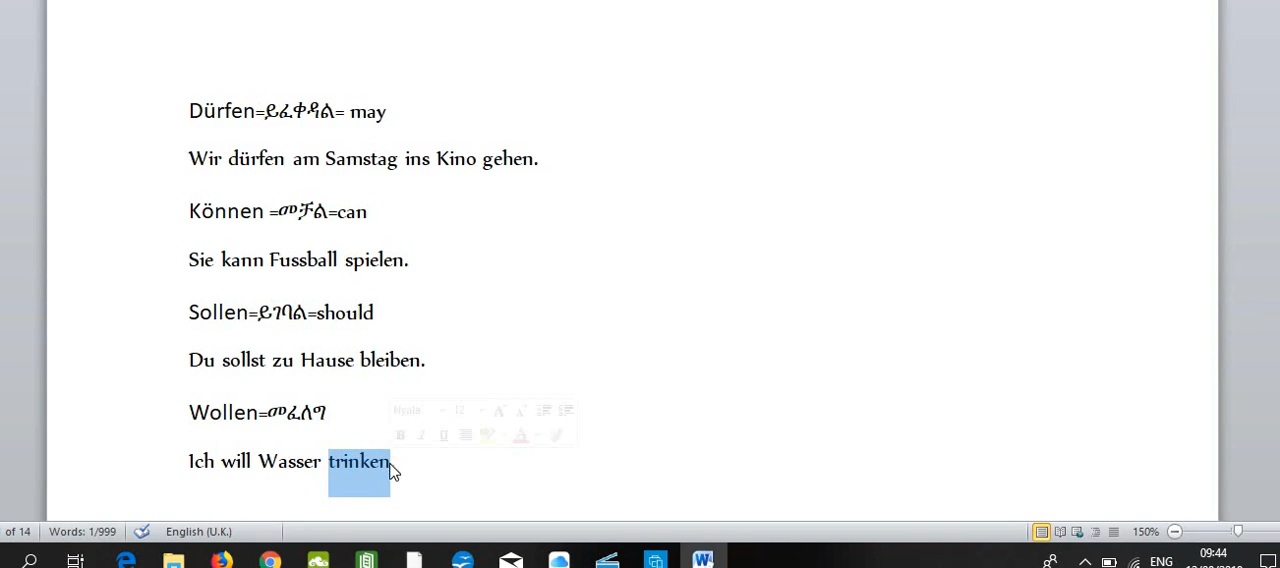 Dürfen=ይፈቀዳል= may
Wir dürfen am Samstag ins Kino gehen.
Können =መቻል=can
Sie kann Fussball spielen.
Sollen=ይገባል=should
Du sollst zu Hause bleiben.
Wollen=መፈለግ
Nyala 12
Ich will Wasser trinken
of 14 Words: 1/999 English (U.K.) 150%
ENG 09:44